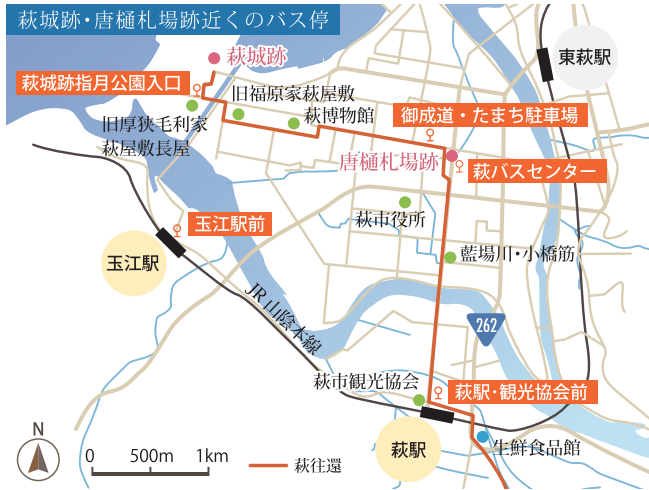 萩城跡・唐樋札場跡近くのバス停
萩城跡
東萩駅
萩城跡指月公園入口
旧福原家萩屋敷
萩博物館
旧厚狭毛利家
萩屋敷長屋
御成道・たまち駐車場
唐樋札場跡
萩バスセンター
萩市役所
玉江駅前
玉江駅
藍場川・小橋筋
JR山陰本線
262
萩市観光協会
萩駅・観光協会前
萩駅
生鮮食品館
N
0 500m 1km
萩往還